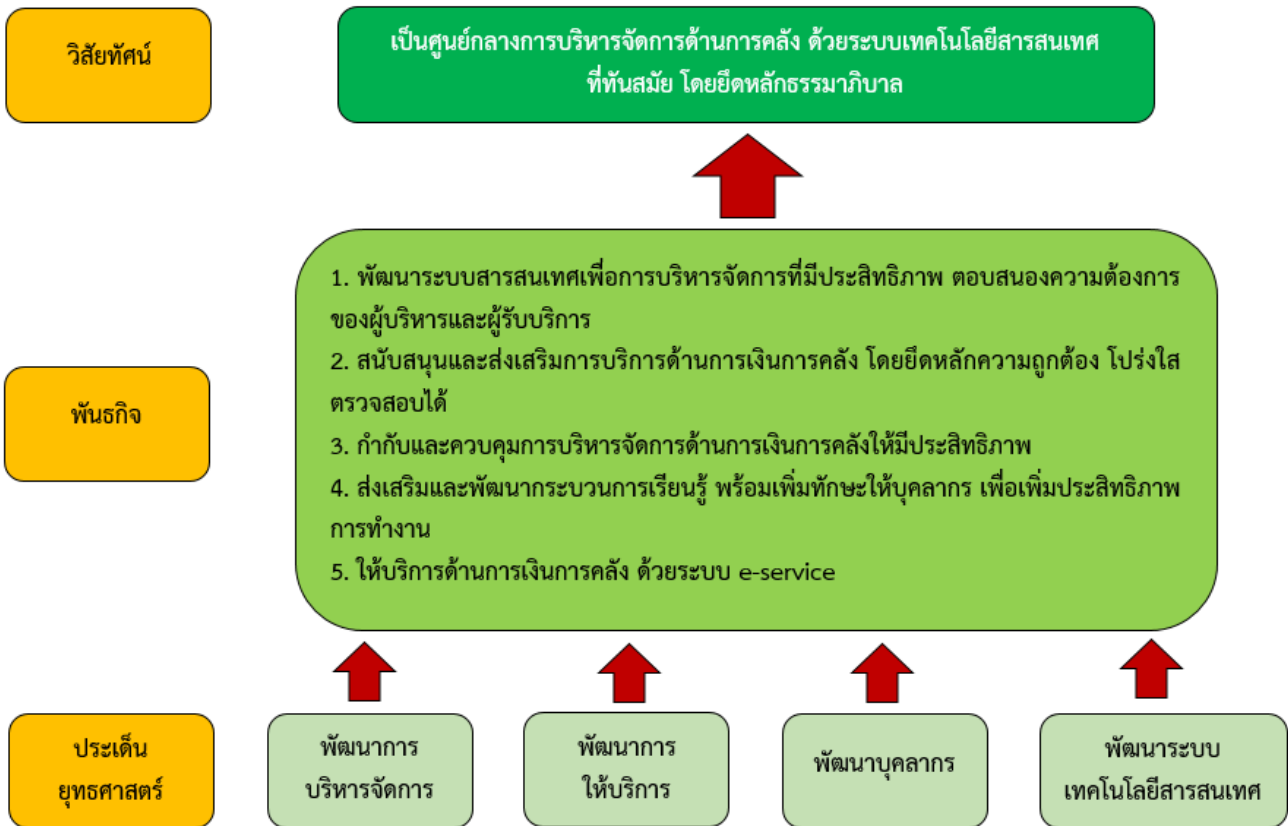 วิสัยทัศน์
เป็นศูนย์กลางการบริหารจัดการด้านการคลัง ด้วยระบบเทคโนโลยีสารสนเทศ
ที่ทันสมัย โดยยึดหลักธรรมาภิบาล
พันธกิจ
1. พัฒนาระบบสารสนเทศเพื่อการบริหารจัดการที่มีประสิทธิภาพ ตอบสนองความต้องการ
ของผู้บริหารและผู้รับบริการ
2. สนับสนุนและส่งเสริมการบริการด้านการเงินการคลัง โดยยึดหลักความถูกต้อง โปร่งใส
ตรวจสอบได้
3. กำกับและควบคุมการบริหารจัดการด้านการเงินการคลังให้มีประสิทธิภาพ
4. ส่งเสริมและพัฒนากระบวนการเรียนรู้ พร้อมเพิ่มทักษะให้บุคลากร เพื่อเพิ่มประสิทธิภาพ
การทำงาน
5. ให้บริการด้านการเงินการคลัง ด้วยระบบ e-service
ประเด็น
ยุทธศาสตร์
พัฒนาการ
บริหารจัดการ
พัฒนาการ
ให้บริการ
พัฒนาบุคลากร
พัฒนาระบบ
เทคโนโลยีสารสนเทศ